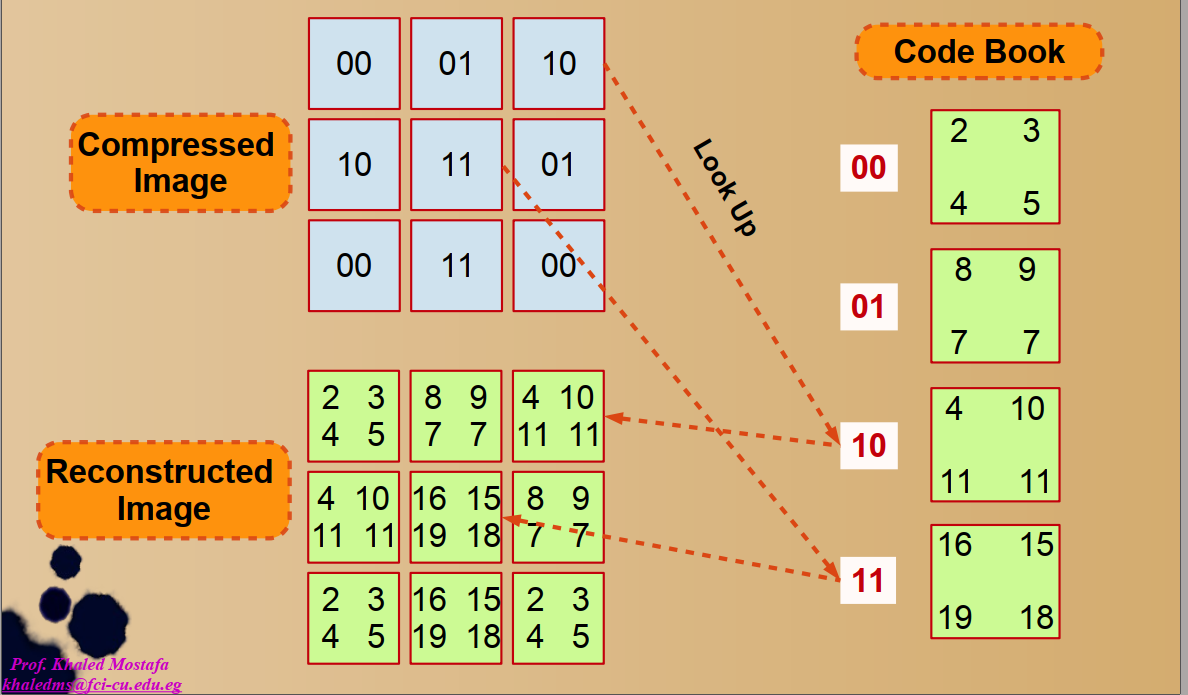 Compressed
Image
00 01 10
10 11 01
00 11 00
Look Up
Code Book
00
2 3
4 5
01
8 9
7 7
10
4 10
11 11
11
16 15
19 18
Reconstructed
Image
2 3 8 9 4 10
4 5 7 7 11 11
4 10 16 15 8 9
11 11 19 18 7 7
2 3 16 15 2 3
4 5 19 18 4 5
Prof. Khaled Mostafa
khaledms@fci-cu.edu.eg